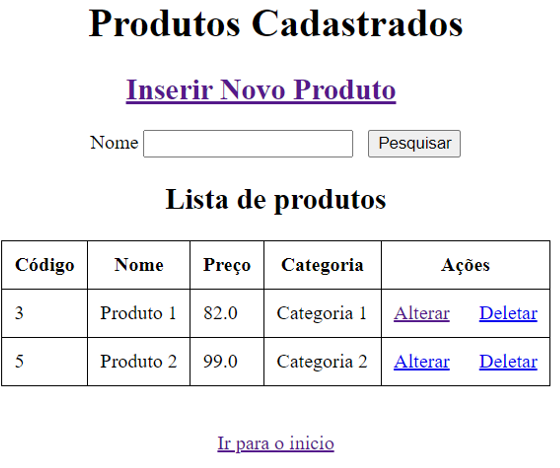 Produtos Cadastrados
Inserir Novo Produto
Nome Pesquisar
Lista de produtos
Código Nome Preço Categoria Ações
3 Produto 1 82.0 Categoria 1 Alterar Deletar
5 Produto 2 99.0 Categoria 2 Alterar Deletar
Ir para o inicio